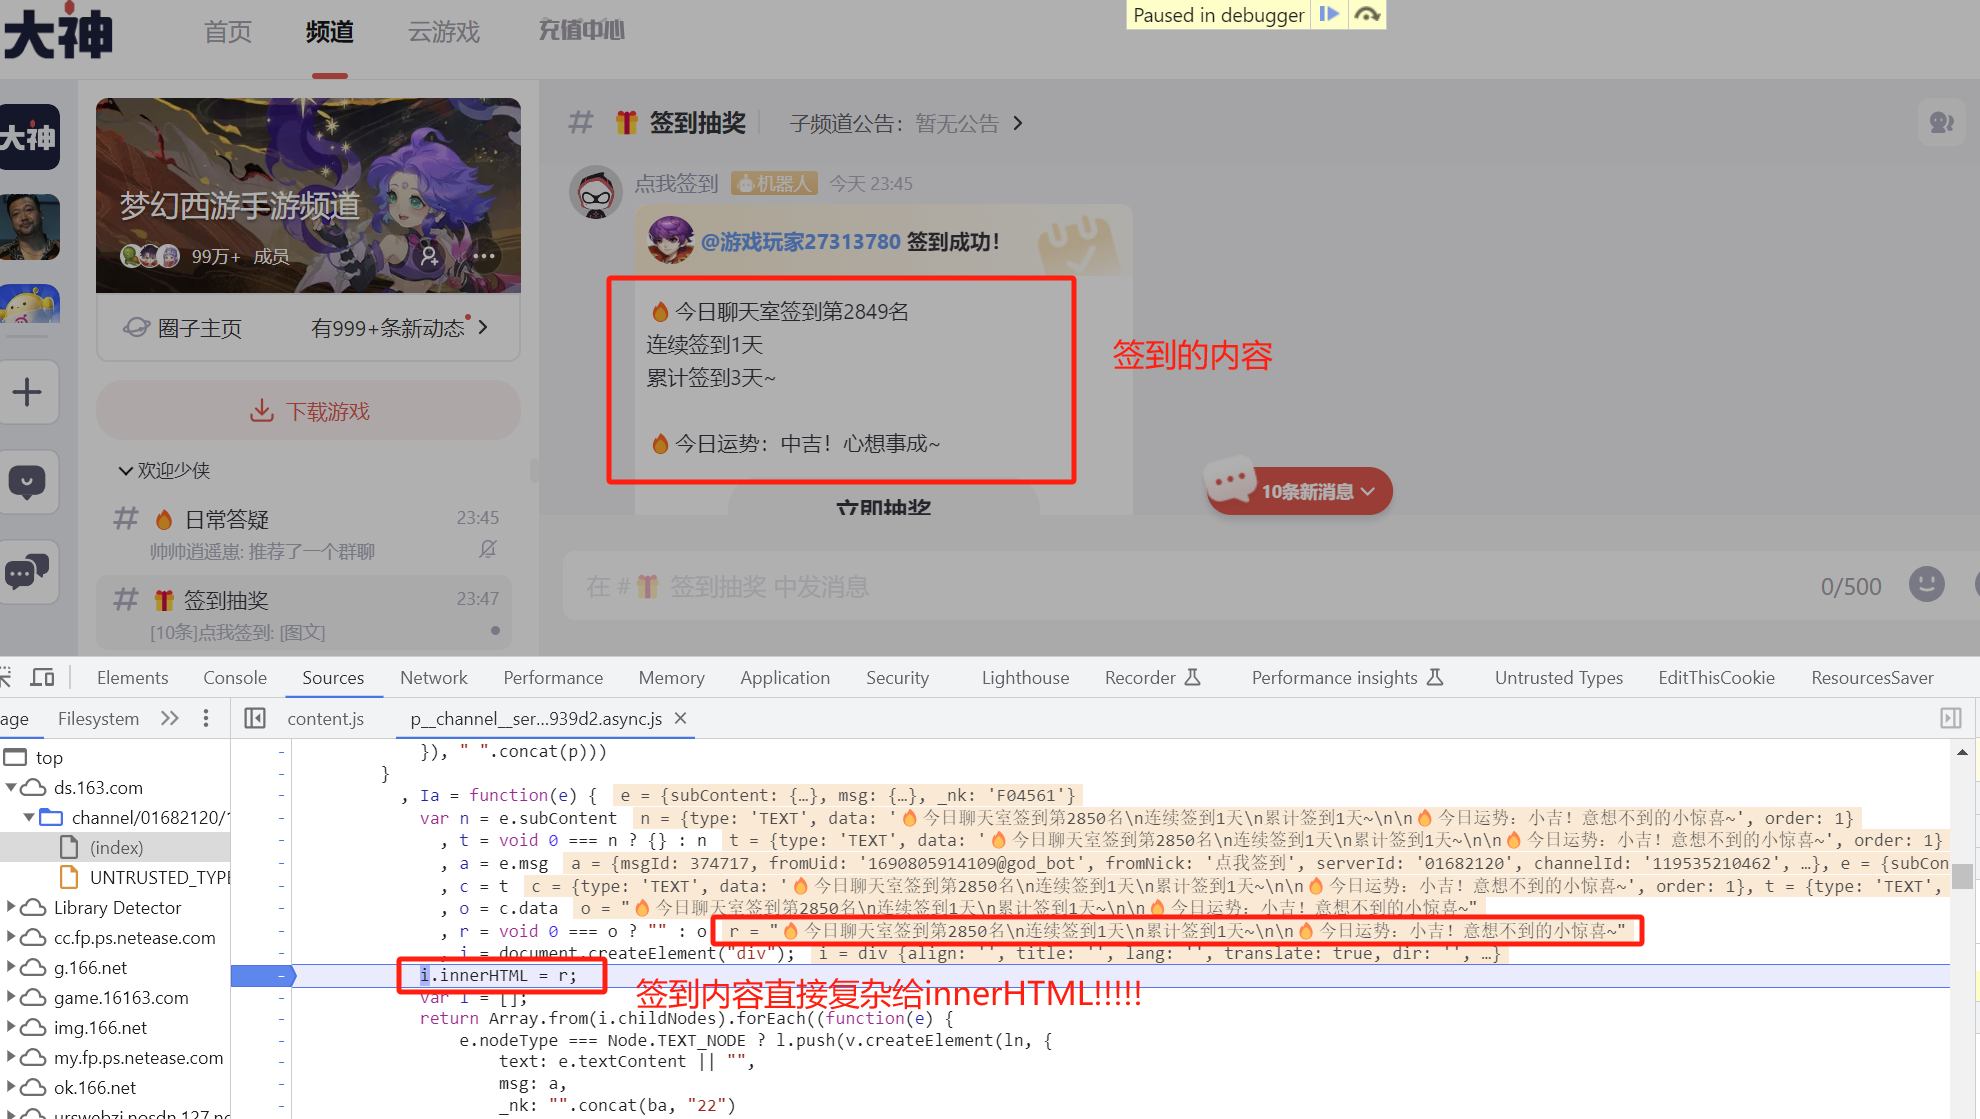 大神
首页
频道
云游戏
充值中心
Paused in debugger
大神
梦幻西游手游频道
99万+ 成员
圈子主页
有999+条新动态
下载游戏
欢迎少侠
# 日常答疑 23:45
帅帅逍遥崽: 推荐了一个群聊
# 签到抽奖 23:47
[10条]点我签到: [图文]
# 签到抽奖
子频道公告：暂无公告
点我签到 机器人 今天 23:45
@游戏玩家27313780 签到成功！
🔥今日聊天室签到第2849名
连续签到1天
累计签到3天~
🔥今日运势：中吉！心想事成~
立即抽奖
签到的内容
10条新消息
在 #🎁 签到抽奖 中发消息
0/500
Elements Console Sources Network Performance Memory Application Security Lighthouse Recorder Performance insights Untrusted Types EditThisCookie ResourcesSaver
age Filesystem
content.js p__channel__ser...939d2.async.js
top
ds.163.com
channel/01682120/1
(index)
UNTRUSTED_TYPE
Library Detector
cc.fp.ps.netease.com
g.166.net
game.16163.com
img.166.net
my.fp.ps.netease.com
ok.166.net
}), " ".concat(p)))
}
, Ia = function(e) { e = {subContent: {…}, msg: {…}, _nk: 'F04561'}
var n = e.subContent n = {type: 'TEXT', data: '🔥今日聊天室签到第2850名\n连续签到1天\n累计签到1天~\n\n🔥今日运势：小吉！意想不到的小惊喜~', order: 1}
, t = void 0 === n ? {} : n t = {type: 'TEXT', data: '🔥今日聊天室签到第2850名\n连续签到1天\n累计签到1天~\n\n🔥今日运势：小吉！意想不到的小惊喜~', order: 1}
, a = e.msg a = {msgId: 374717, fromUid: '1690805914109@god_bot', fromNick: '点我签到', serverId: '01682120', channelId: '119535210462', …}, e = {subCon
, c = t c = {type: 'TEXT', data: '🔥今日聊天室签到第2850名\n连续签到1天\n累计签到1天~\n\n🔥今日运势：小吉！意想不到的小惊喜~', order: 1}, t = {type: 'TEXT',
, o = c.data o = "🔥今日聊天室签到第2850名\n连续签到1天\n累计签到1天~\n\n🔥今日运势：小吉！意想不到的小惊喜~"
, r = void 0 === o ? "" : o r = "🔥今日聊天室签到第2850名\n连续签到1天\n累计签到1天~\n\n🔥今日运势：小吉！意想不到的小惊喜~"
, i = document.createElement("div"); i = div {align: '', title: '', lang: '', translate: true, dir: '', …}
i.innerHTML = r;
签到内容直接复杂给innerHTML!!!!!
var l = [];
return Array.from(i.childNodes).forEach((function(e) {
e.nodeType === Node.TEXT_NODE ? l.push(v.createElement(ln, {
text: e.textContent || "",
msg: a,
_nk: "".concat(ba, "22")